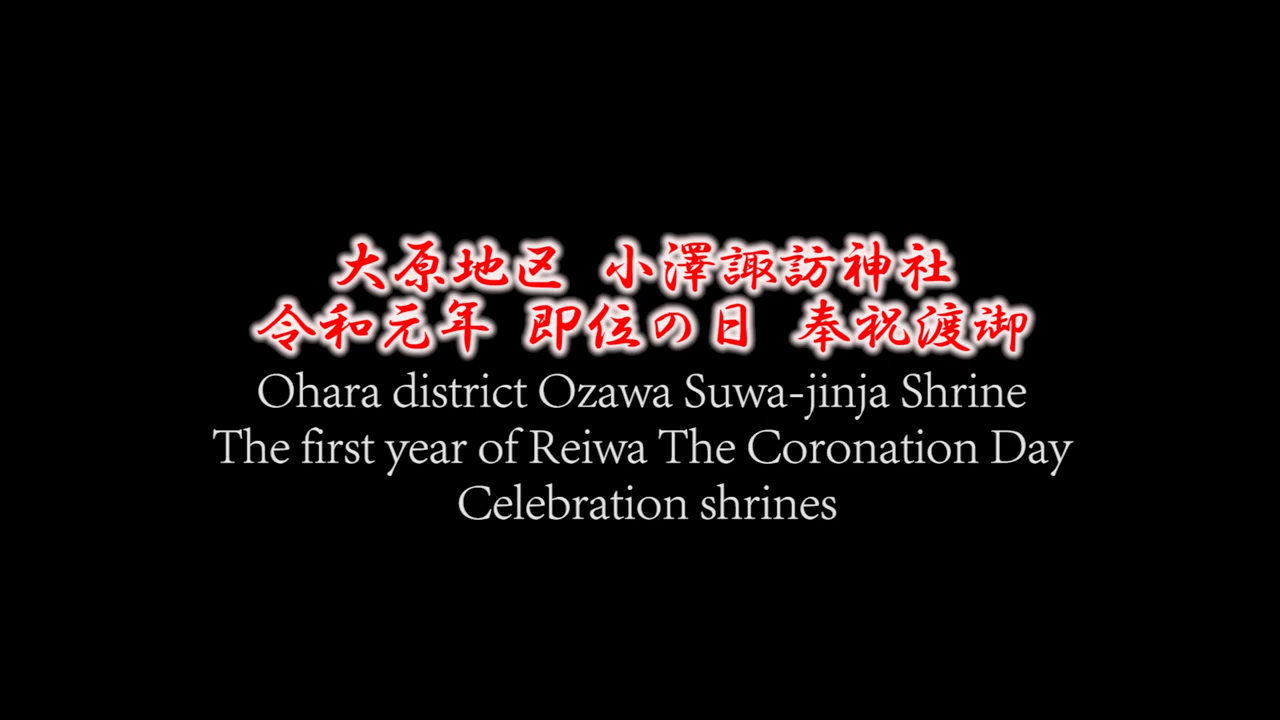 大原地区 小澤諏訪神社
令和元年 即位の日 奉祝渡御
Ohara district Ozawa Suwa-jinja Shrine
The first year of Reiwa The Coronation Day
Celebration shrines